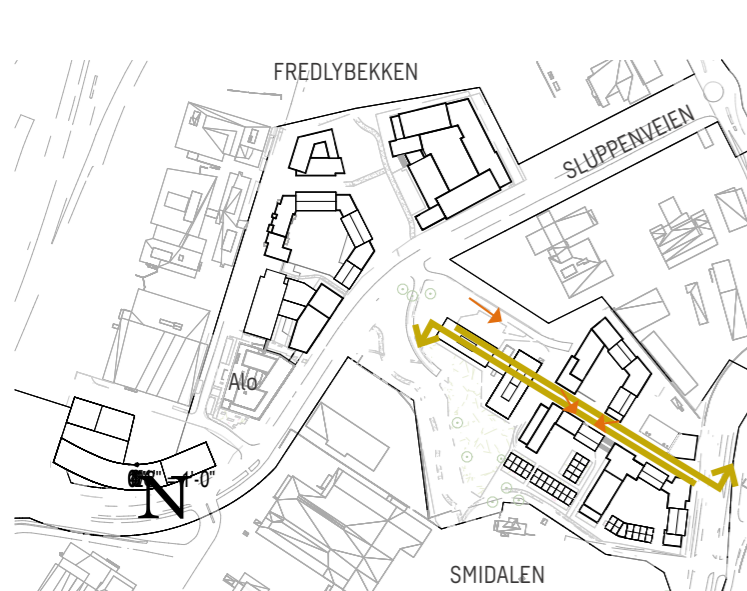 FREDLYBEKKEN
SLUPPENVEIEN
Alo
1'-0"
N
SMIDALEN